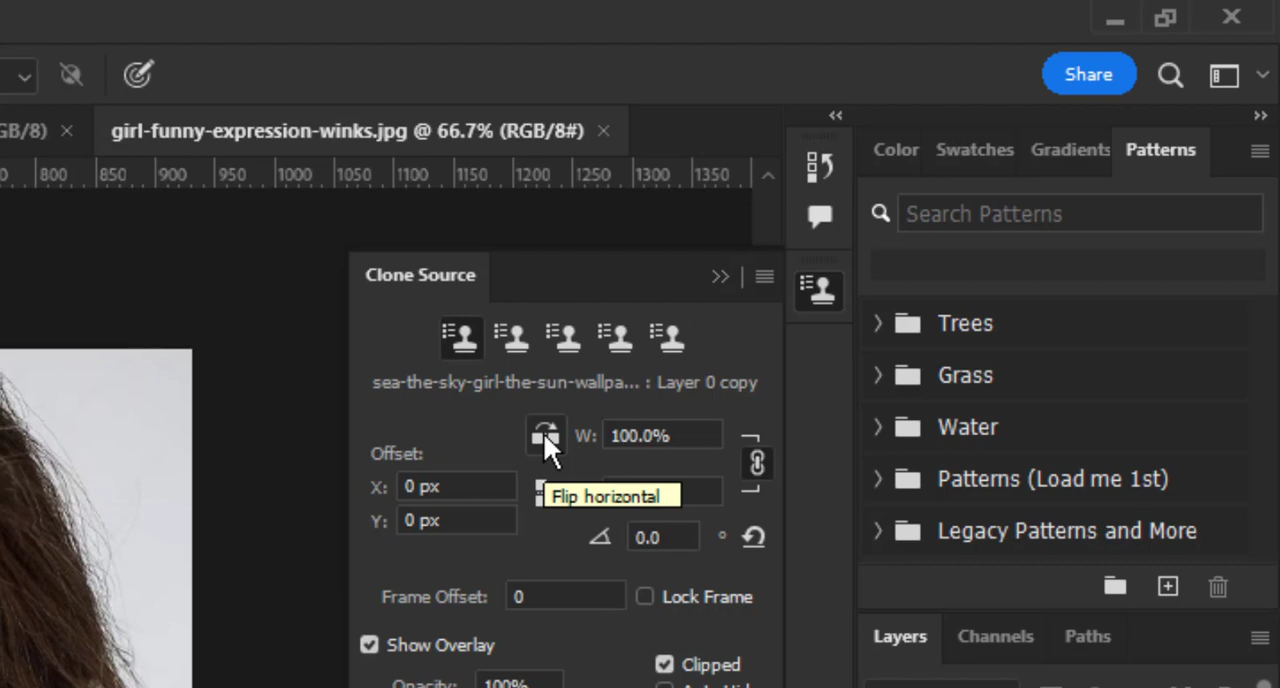 Share
GB/8)
girl-funny-expression-winks.jpg @ 66.7% (RGB/8#)
800 850 900 950 1000 1050 1100 1150 1200 1250 1300 1350
Color Swatches Gradients Patterns
Search Patterns
Clone Source
Trees
sea-the-sky-girl-the-sun-wallpa... : Layer 0 copy
Grass
W: 100.0%
Water
Offset:
X: 0 px
Flip horizontal
Patterns (Load me 1st)
Y: 0 px
0.0 °
Legacy Patterns and More
Frame Offset: 0 Lock Frame
Show Overlay
Layers Channels Paths
Clipped
Opacity: 100%